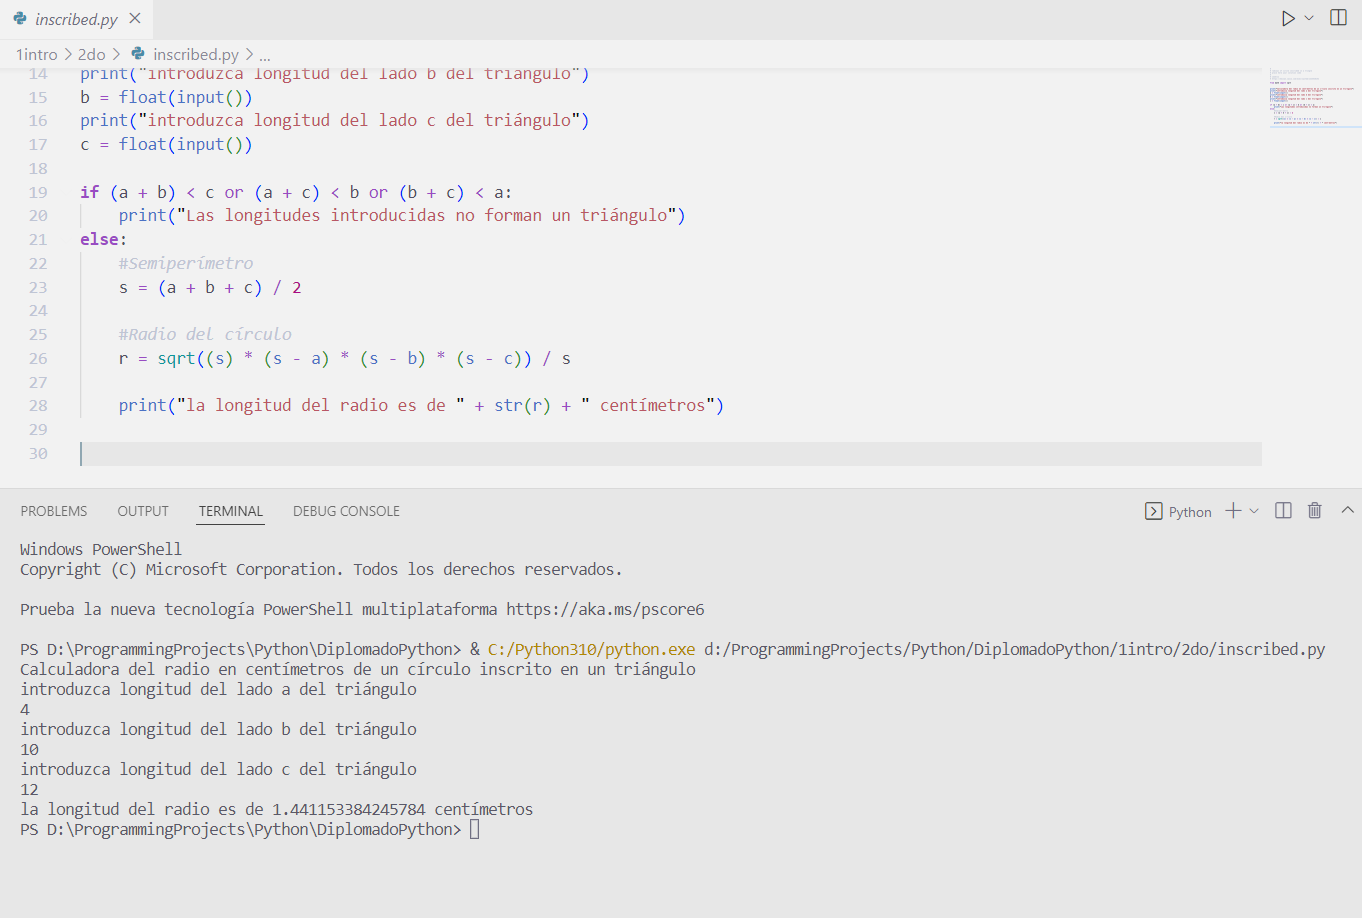 inscribed.py
1intro > 2do > inscribed.py > ...
14 print("introduzca longitud del lado b del triángulo")
15 b = float(input())
16 print("introduzca longitud del lado c del triángulo")
17 c = float(input())
18
19 if (a + b) < c or (a + c) < b or (b + c) < a:
20     print("Las longitudes introducidas no forman un triángulo")
21 else:
22     #Semiperímetro
23     s = (a + b + c) / 2
24
25     #Radio del círculo
26     r = sqrt((s) * (s - a) * (s - b) * (s - c)) / s
27
28     print("la longitud del radio es de " + str(r) + " centímetros")
29
30
PROBLEMS OUTPUT TERMINAL DEBUG CONSOLE Python
Windows PowerShell
Copyright (C) Microsoft Corporation. Todos los derechos reservados.
Prueba la nueva tecnología PowerShell multiplataforma https://aka.ms/pscore6
PS D:\ProgrammingProjects\Python\DiplomadoPython> & C:/Python310/python.exe d:/ProgrammingProjects/Python/DiplomadoPython/1intro/2do/inscribed.py
Calculadora del radio en centímetros de un círculo inscrito en un triángulo
introduzca longitud del lado a del triángulo
4
introduzca longitud del lado b del triángulo
10
introduzca longitud del lado c del triángulo
12
la longitud del radio es de 1.441153384245784 centímetros
PS D:\ProgrammingProjects\Python\DiplomadoPython>